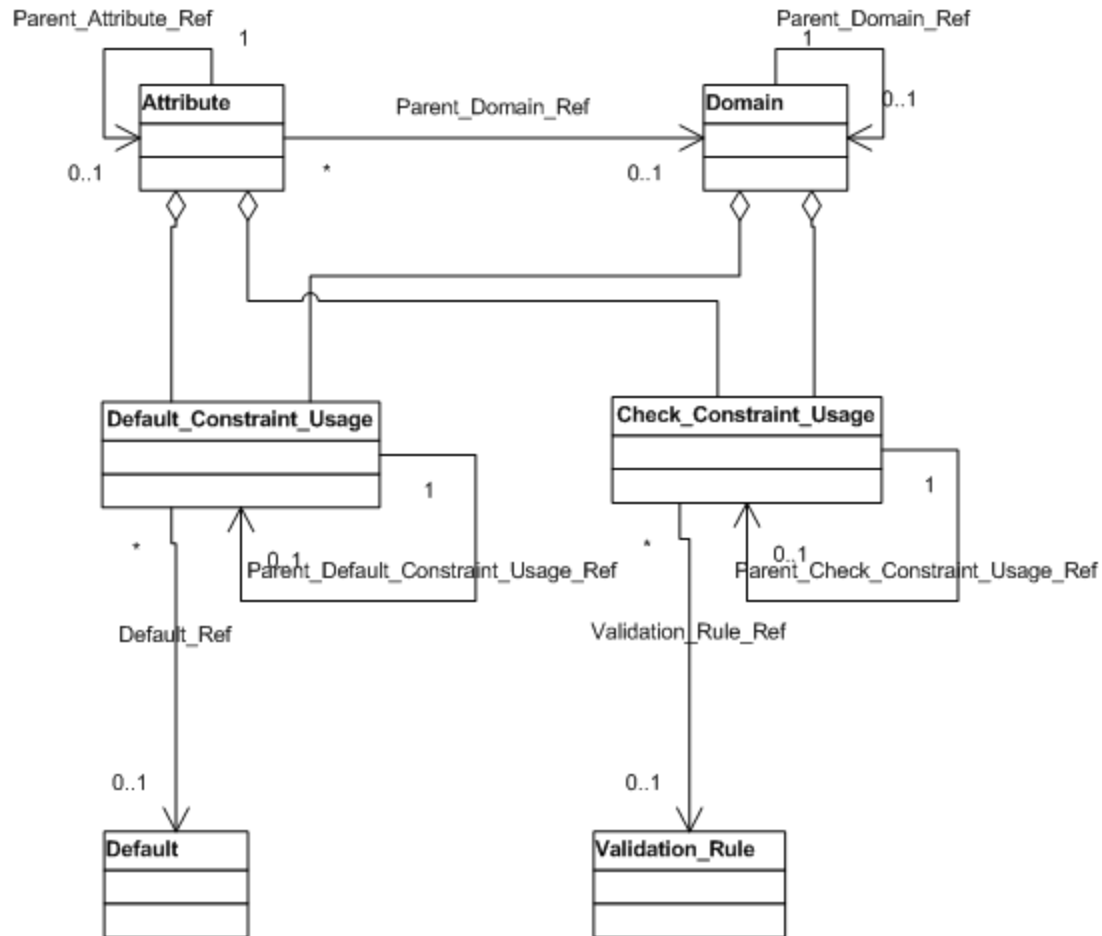 Parent_Attribute_Ref
Parent_Domain_Ref
1
1
Attribute
Domain
0..1
Parent_Domain_Ref
0..1
*
0..1
Default_Constraint_Usage
Check_Constraint_Usage
1
1
*
0..1
*
0..1
Parent_Default_Constraint_Usage_Ref
Parent_Check_Constraint_Usage_Ref
Default_Ref
Validation_Rule_Ref
0..1
0..1
Default
Validation_Rule